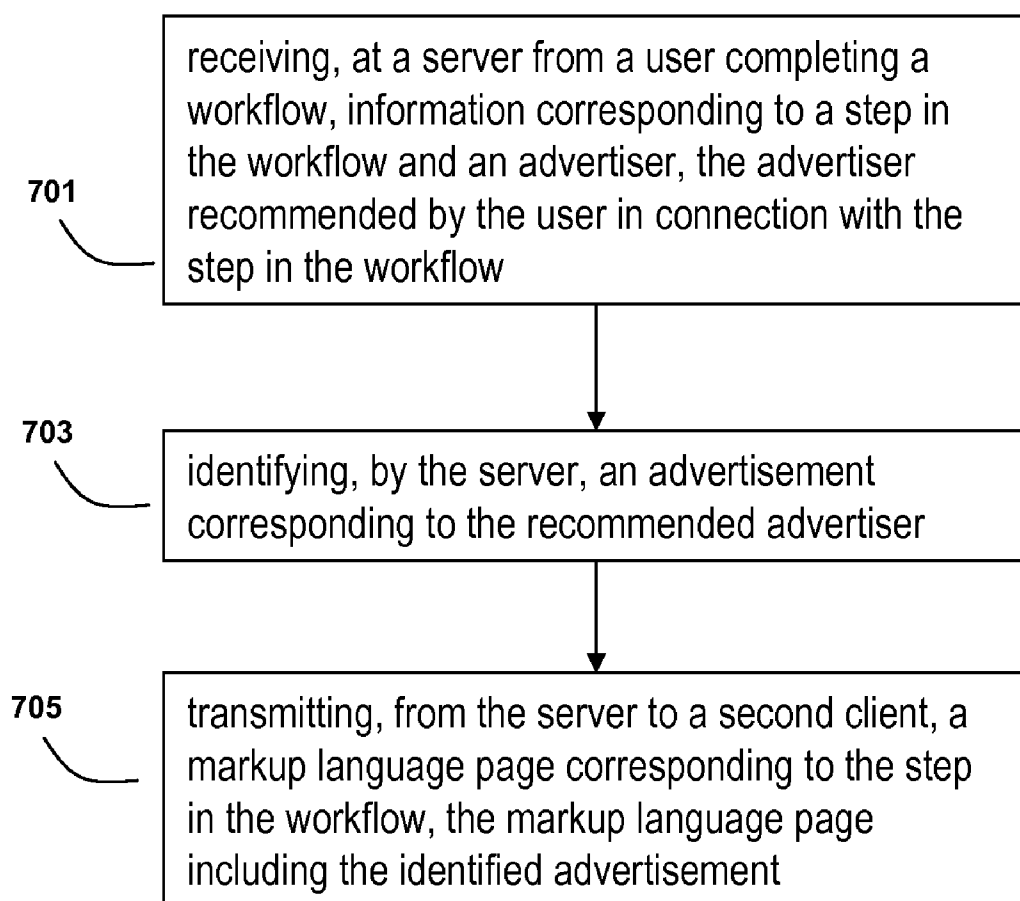 receiving, at a server from a user completing a
workflow, information corresponding to a step in
the workflow and an advertiser, the advertiser
recommended by the user in connection with the
step in the workflow
701
703
identifying, by the server, an advertisement
corresponding to the recommended advertiser
705
transmitting, from the server to a second client, a
markup language page corresponding to the step
in the workflow, the markup language page
including the identified advertisement